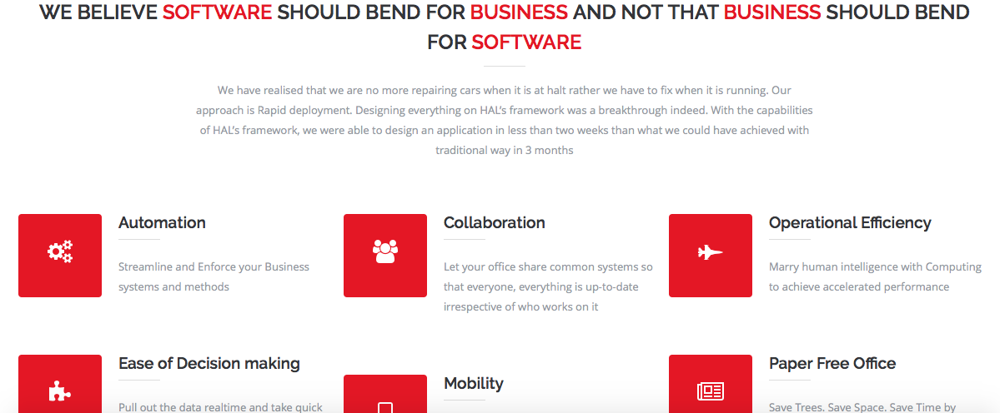 WE BELIEVE SOFTWARE SHOULD BEND FOR BUSINESS AND NOT THAT BUSINESS SHOULD BEND
FOR SOFTWARE
We have realised that we are no more repairing cars when it is at halt rather we have to fix when it is running. Our
approach is Rapid deployment. Designing everything on HAL's framework was a breakthrough indeed. With the capabilities
of HAL's framework, we were able to design an application in less than two weeks than what we could have achieved with
traditional way in 3 months
Automation
Streamline and Enforce your Business
systems and methods
Collaboration
Let your office share common systems so
that everyone, everything is up-to-date
irrespective of who works on it
Operational Efficiency
Marry human intelligence with Computing
to achieve accelerated performance
Ease of Decision making
Pull out the data realtime and take quick
Mobility
Paper Free Office
Save Trees. Save Space. Save Time by